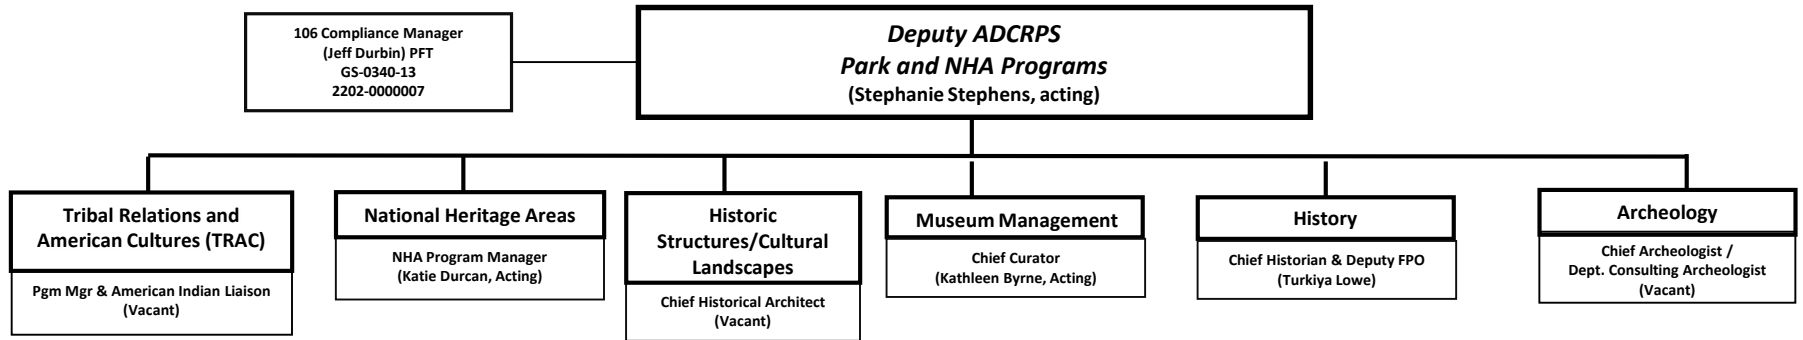 106 Compliance Manager
(Jeff Durbin) PFT
GS-0340-13
2202-0000007
Deputy ADCRPS
Park and NHA Programs
(Stephanie Stephens, acting)
Tribal Relations and
American Cultures (TRAC)
Pgm Mgr & American Indian Liaison
(Vacant)
National Heritage Areas
NHA Program Manager
(Katie Durcan, Acting)
Historic
Structures/Cultural
Landscapes
Chief Historical Architect
(Vacant)
Museum Management
Chief Curator
(Kathleen Byrne, Acting)
History
Chief Historian & Deputy FPO
(Turkiya Lowe)
Archeology
Chief Archeologist /
Dept. Consulting Archeologist
(Vacant)